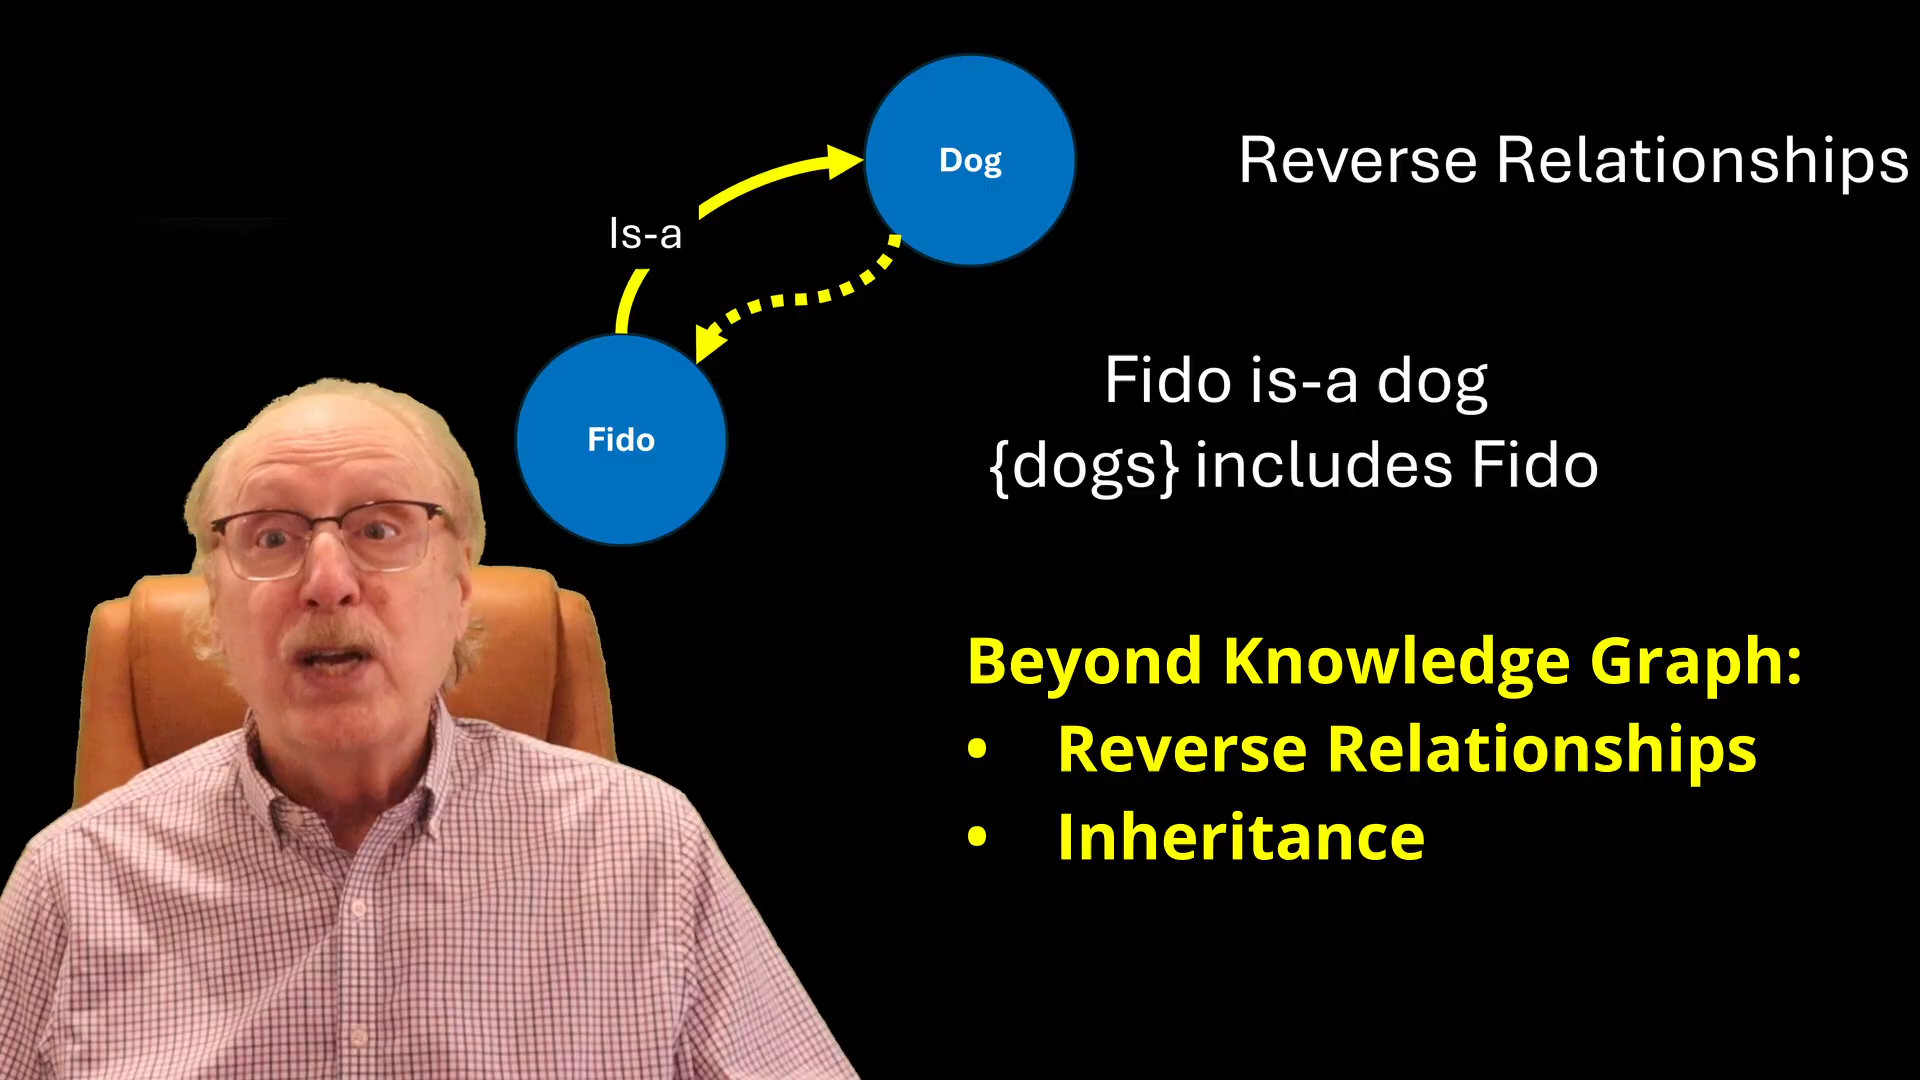 Dog
Reverse Relationships
Is-a
Fido is-a dog
Fido
{dogs} includes Fido
Beyond Knowledge Graph:
• Reverse Relationships
• Inheritance